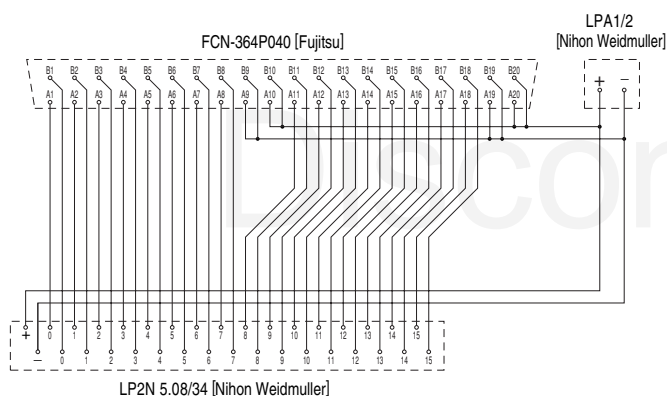 LPA1/2
[Nihon Weidmuller]
FCN-364P040 [Fujitsu]
B1 B2 B3 B4 B5 B6 B7 B8 B9 B10 B11 B12 B13 B14 B15 B16 B17 B18 B19 B20
A1 A2 A3 A4 A5 A6 A7 A8 A9 A10 A11 A12 A13 A14 A15 A16 A17 A18 A19 A20
+ −
Discon
+ 0 1 2 3 4 5 6 7 8 9 10 11 12 13 14 15
− 0 1 2 3 4 5 6 7 8 9 10 11 12 13 14 15
LP2N 5.08/34 [Nihon Weidmuller]